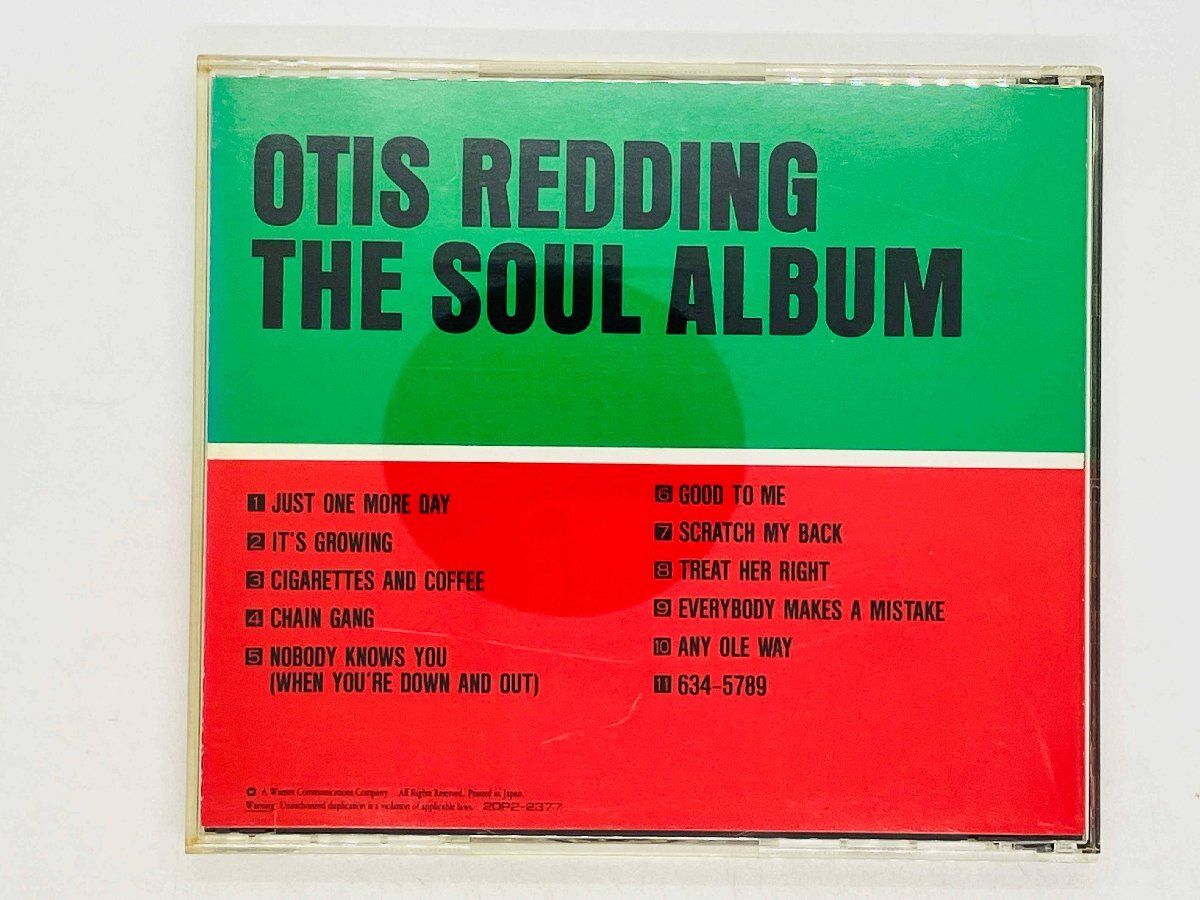 OTIS REDDING
THE SOUL ALBUM
1 JUST ONE MORE DAY
2 IT'S GROWING
3 CIGARETTES AND COFFEE
4 CHAIN GANG
5 NOBODY KNOWS YOU
(WHEN YOU'RE DOWN AND OUT)
6 GOOD TO ME
7 SCRATCH MY BACK
8 TREAT HER RIGHT
9 EVERYBODY MAKES A MISTAKE
10 ANY OLE WAY
11 634-5789
A Warner Communications Company. All Rights Reserved. Printed in Japan.
Warning: Unauthorized duplication is a violation of applicable laws. 20P2-2377